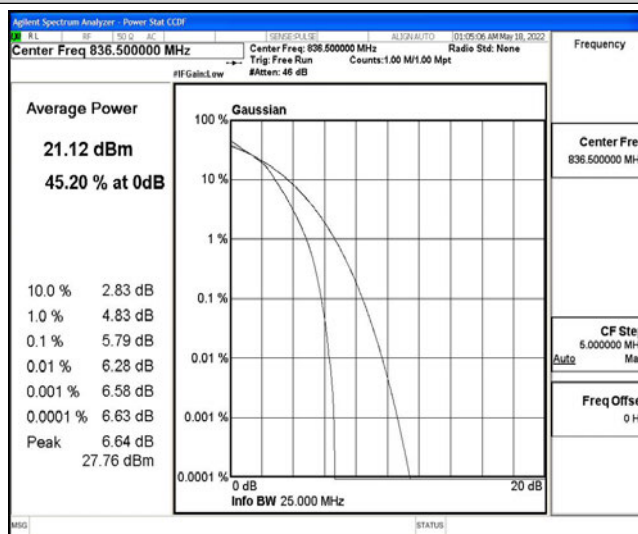 Agilent Spectrum Analyzer - Power Stat CCDF
RL RF 50 Ω AC SENSE:PULSE ALIGN AUTO 01:05:06 AM May 18, 2022
Center Freq 836.500000 MHz
Center Freq: 836.500000 MHz Radio Std: None
Trig: Free Run Counts:1.00 M/1.00 Mpt
#IFGain:Low #Atten: 46 dB
Frequency
Average Power
21.12 dBm
45.20 % at 0dB
10.0 % 2.83 dB
1.0 % 4.83 dB
0.1 % 5.79 dB
0.01 % 6.28 dB
0.001 % 6.58 dB
0.0001 % 6.63 dB
Peak 6.64 dB
27.76 dBm
Gaussian
100 %
10 %
1 %
0.1 %
0.01 %
0.001 %
0.0001 %
0 dB 20 dB
Info BW 25.000 MHz
Center Fre
836.500000 MH
CF Ste
5.000000 MH
Auto Ma
Freq Offse
0 H
MSG STATUS